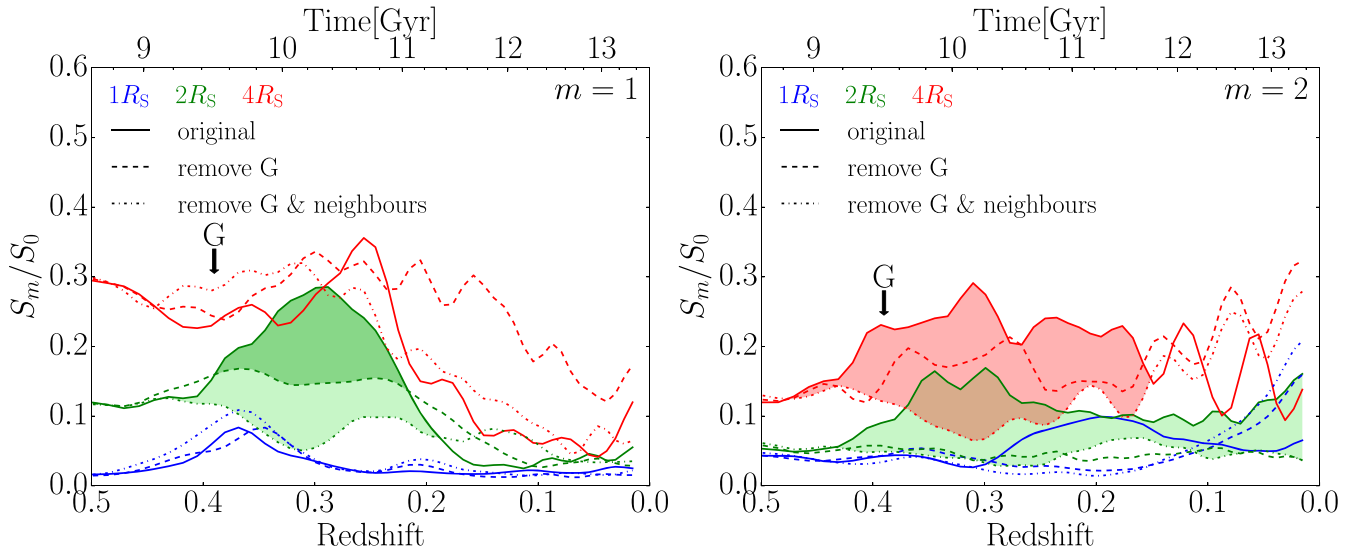 Time[Gyr]
9 10 11 12 13
0.6
0.5
0.4
0.3
0.2
0.1
0.0
S_m/S_0
1R_S 2R_S 4R_S
m = 1
original
remove G
remove G & neighbours
G
0.5 0.4 0.3 0.2 0.1 0.0
Redshift
Time[Gyr]
9 10 11 12 13
0.6
0.5
0.4
0.3
0.2
0.1
0.0
S_m/S_0
1R_S 2R_S 4R_S
m = 2
original
remove G
remove G & neighbours
G
0.5 0.4 0.3 0.2 0.1 0.0
Redshift